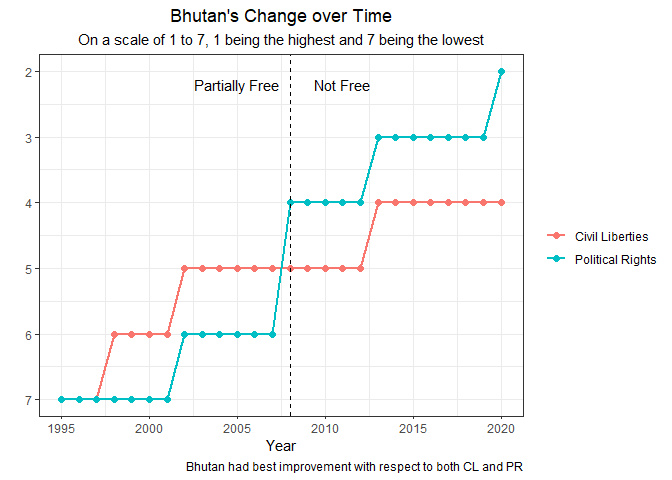 Bhutan's Change over Time
On a scale of 1 to 7, 1 being the highest and 7 being the lowest
Partially Free
Not Free
2
3
4
5
6
7
Civil Liberties
Political Rights
1995 2000 2005 2010 2015 2020
Year
Bhutan had best improvement with respect to both CL and PR